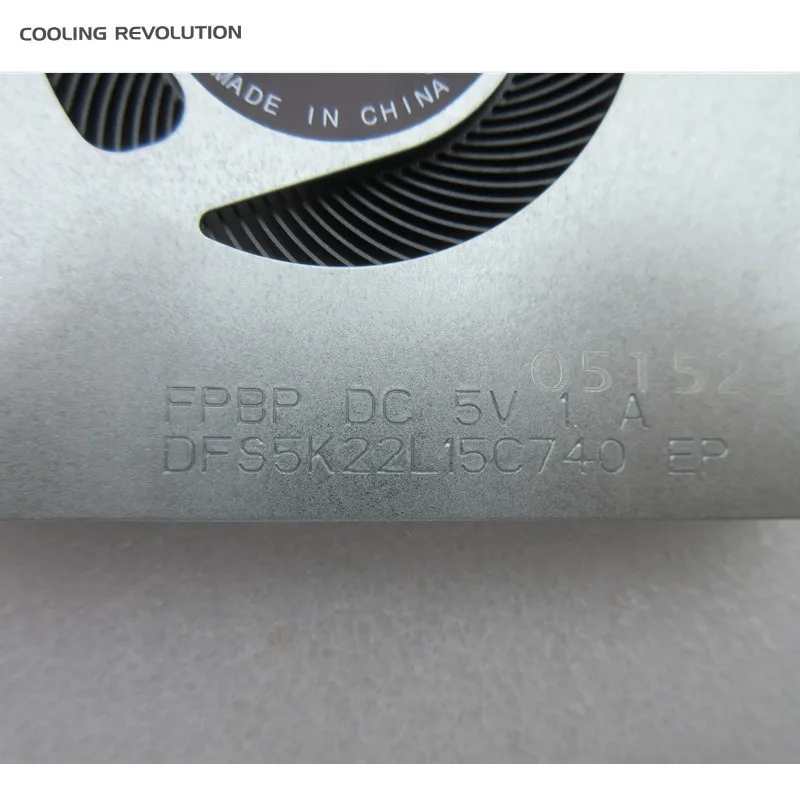 COOLING REVOLUTION
MADE IN CHINA
05152
FPBP DC 5V 1 A
DFS5K22L15C740 EP